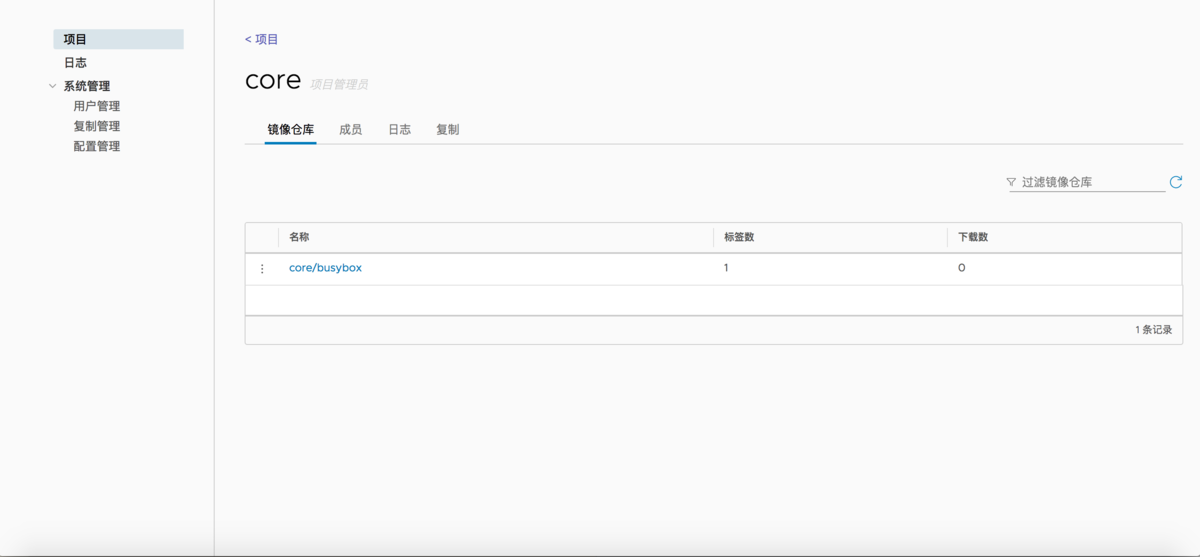 项目
日志
系统管理
用户管理
复制管理
配置管理
< 项目
core 项目管理员
镜像仓库 成员 日志 复制
过滤镜像仓库
名称 标签数 下载数
core/busybox 1 0
1 条记录